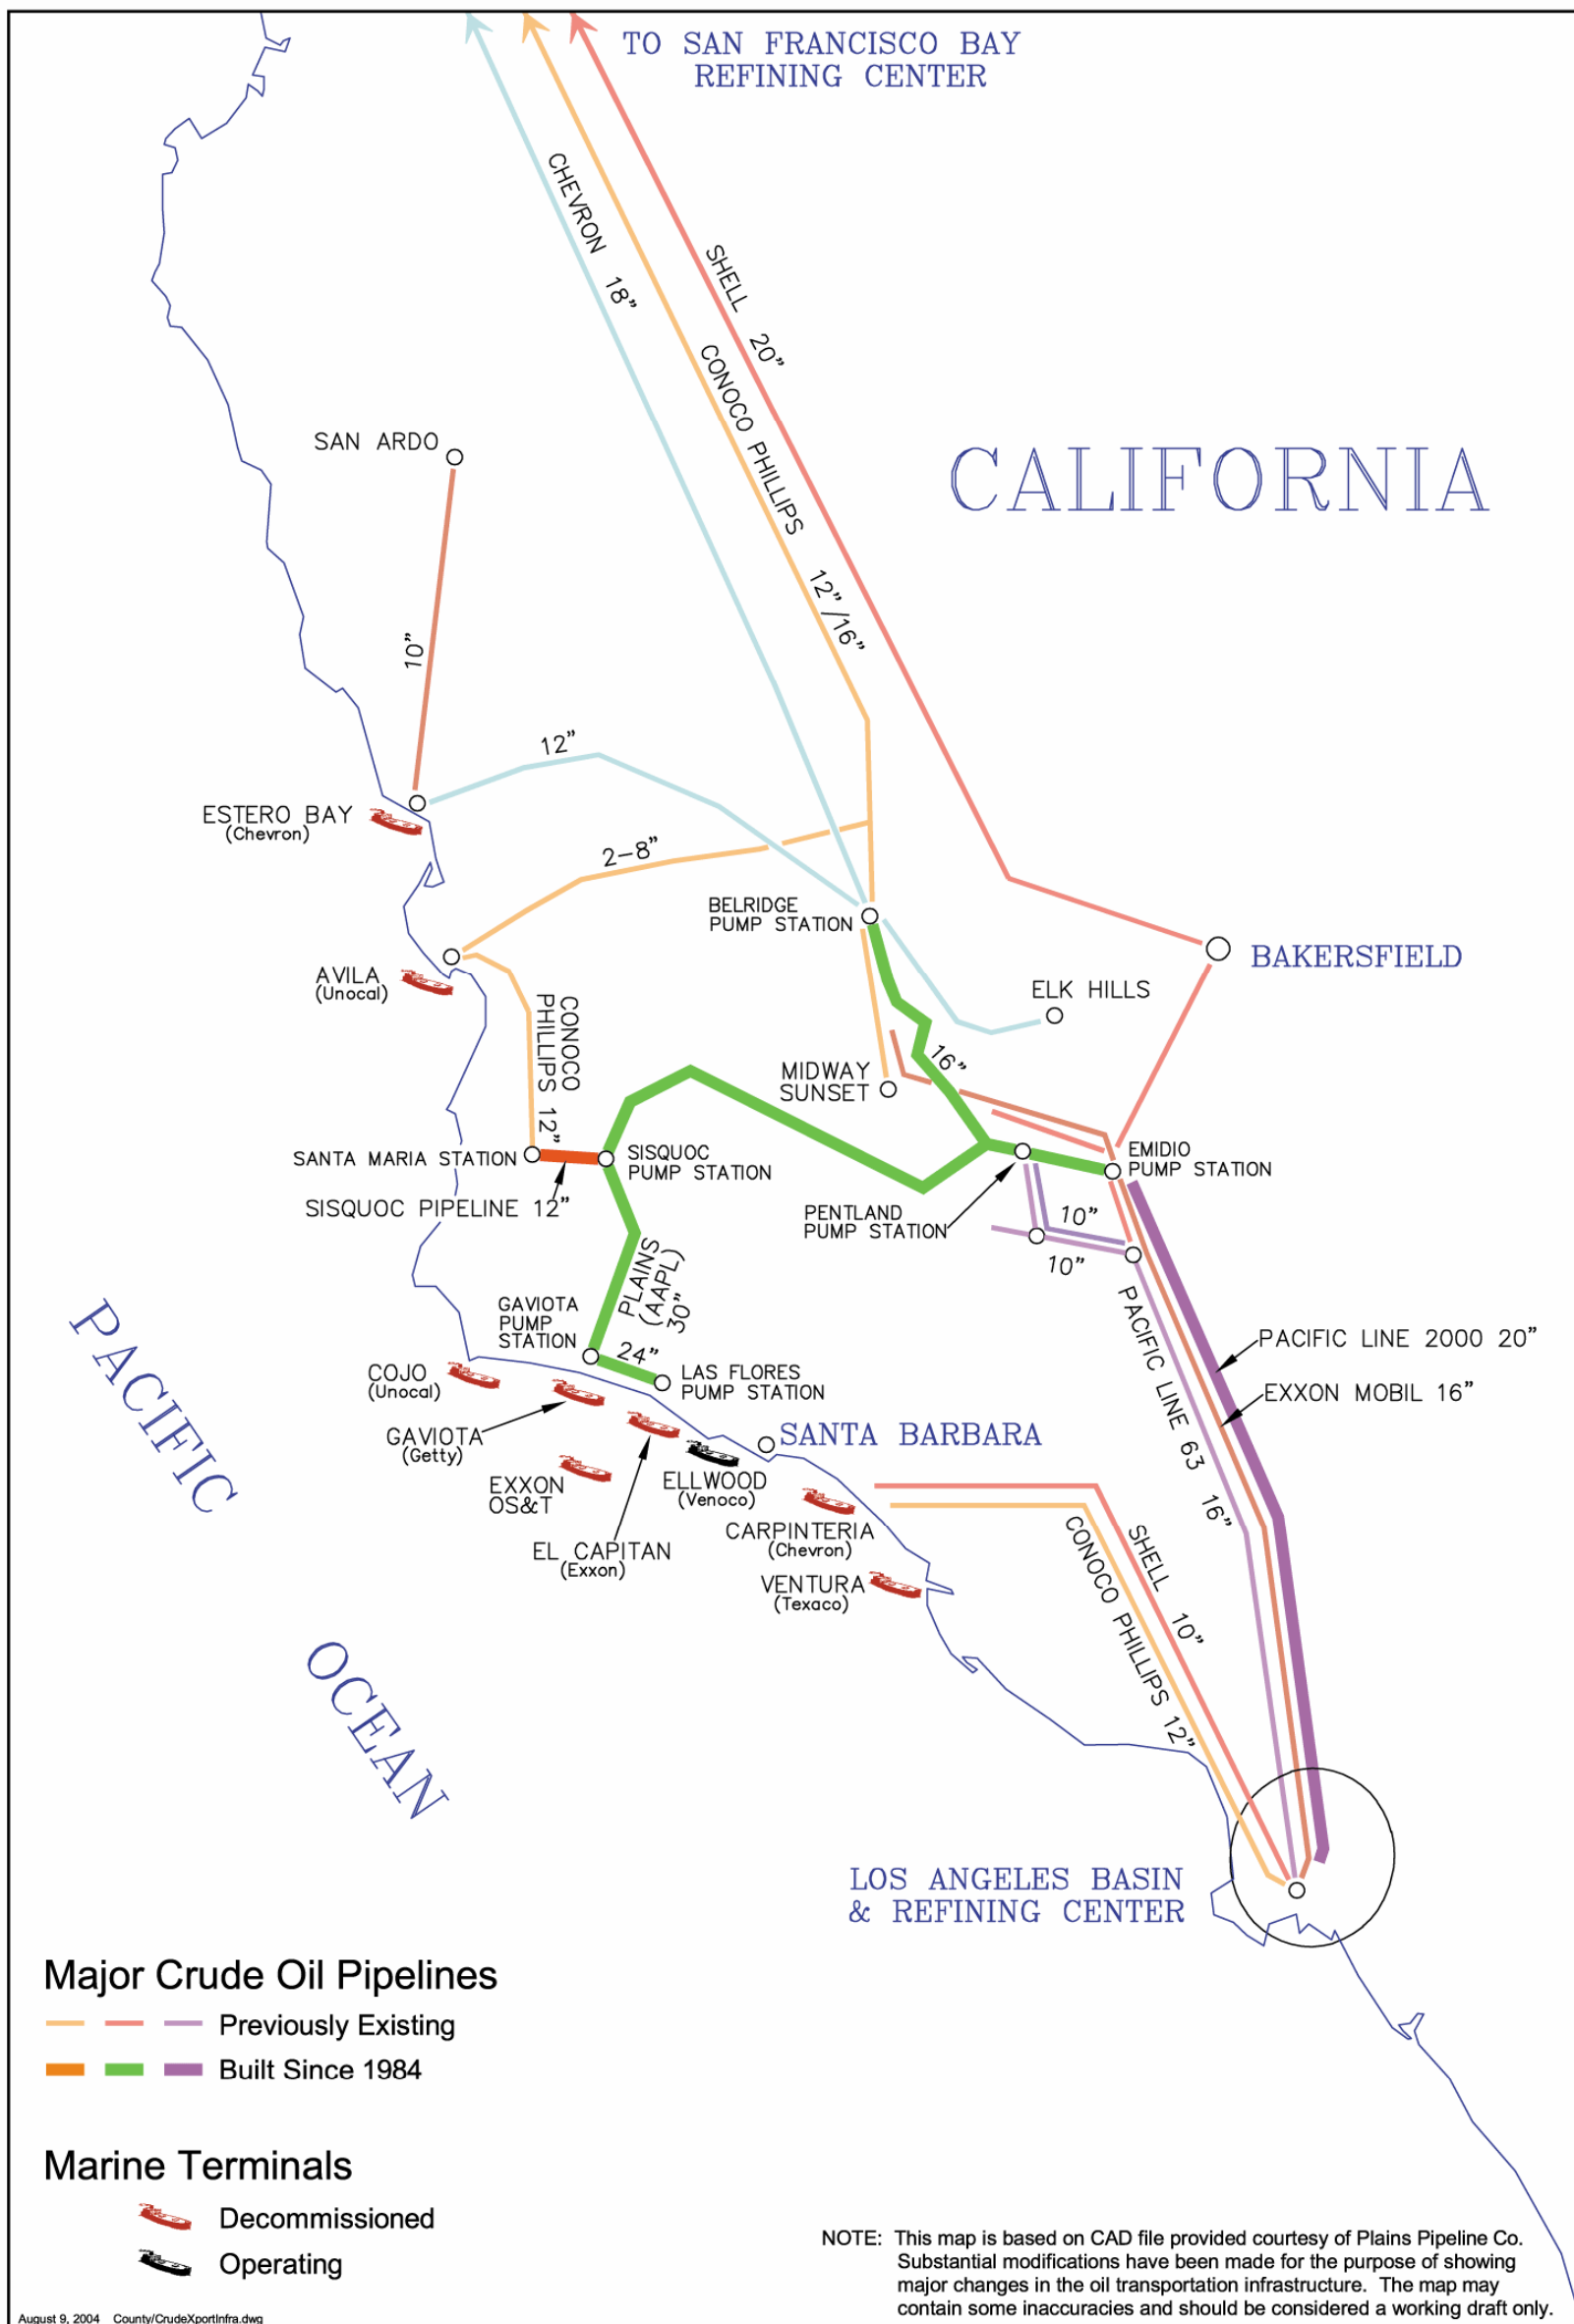 TO SAN FRANCISCO BAY
REFINING CENTER
CHEVRON 18"
SHELL 20"
CONOCO PHILLIPS 12"/16"
CALIFORNIA
SAN ARDO
10"
12"
ESTERO BAY
(Chevron)
2-8"
BELRIDGE
PUMP STATION
BAKERSFIELD
AVILA
(Unocal)
ELK HILLS
CONOCO
PHILLIPS 12"
16"
MIDWAY
SUNSET
SANTA MARIA STATION
SISQUOC
PUMP STATION
EMIDIO
PUMP STATION
SISQUOC PIPELINE 12"
PENTLAND
PUMP STATION
10"
10"
PLAINS
(AAPL)
30"
GAVIOTA
PUMP
STATION
24"
LAS FLORES
PUMP STATION
PACIFIC LINE 63 16"
PACIFIC LINE 2000 20"
EXXON MOBIL 16"
COJO
(Unocal)
GAVIOTA
(Getty)
SANTA BARBARA
EXXON
OS&T
ELLWOOD
(Venoco)
EL CAPITAN
(Exxon)
CARPINTERIA
(Chevron)
VENTURA
(Texaco)
SHELL 10"
CONOCO PHILLIPS 12"
PACIFIC
OCEAN
LOS ANGELES BASIN
& REFINING CENTER
Major Crude Oil Pipelines
Previously Existing
Built Since 1984
Marine Terminals
Decommissioned
Operating
NOTE: This map is based on CAD file provided courtesy of Plains Pipeline Co.
Substantial modifications have been made for the purpose of showing
major changes in the oil transportation infrastructure. The map may
contain some inaccuracies and should be considered a working draft only.
August 9, 2004 County/CrudeXportInfra.dwg